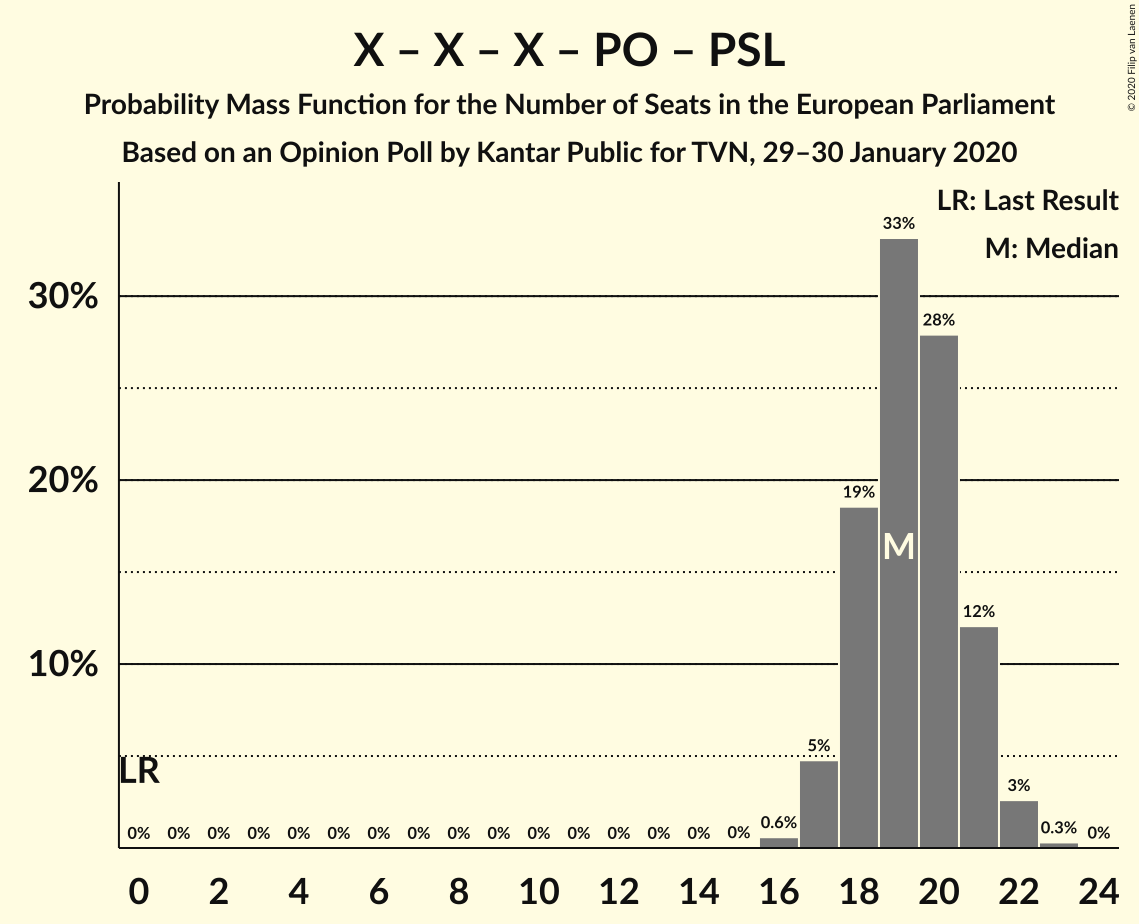 X – X – X – PO – PSL
Probability Mass Function for the Number of Seats in the European Parliament
Based on an Opinion Poll by Kantar Public for TVN, 29–30 January 2020
© 2020 Filip van Laenen
LR: Last Result
M: Median
33%
30%
28%
20%
19%
M
12%
10%
5%
LR
3%
0% 0% 0% 0% 0% 0% 0% 0% 0% 0% 0% 0% 0% 0% 0% 0% 0.6% 0.3% 0%
0 2 4 6 8 10 12 14 16 18 20 22 24